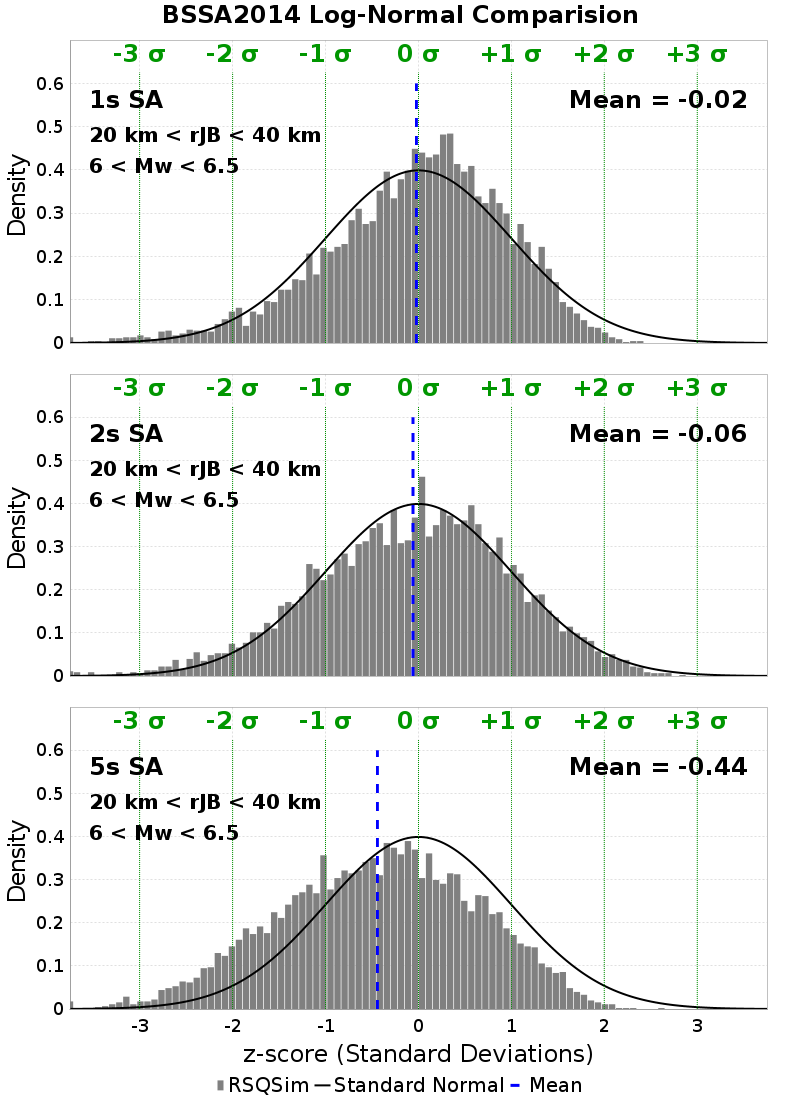 BSSA2014 Log-Normal Comparision
-3 σ -2 σ -1 σ 0 σ +1 σ +2 σ +3 σ
1s SA Mean = -0.02
20 km < rJB < 40 km
6 < Mw < 6.5
Density
0.6
0.5
0.4
0.3
0.2
0.1
0
-3 σ -2 σ -1 σ 0 σ +1 σ +2 σ +3 σ
2s SA Mean = -0.06
20 km < rJB < 40 km
6 < Mw < 6.5
Density
0.6
0.5
0.4
0.3
0.2
0.1
0
-3 σ -2 σ -1 σ 0 σ +1 σ +2 σ +3 σ
5s SA Mean = -0.44
20 km < rJB < 40 km
6 < Mw < 6.5
Density
0.6
0.5
0.4
0.3
0.2
0.1
0
-3 -2 -1 0 1 2 3
z-score (Standard Deviations)
RSQSim Standard Normal Mean